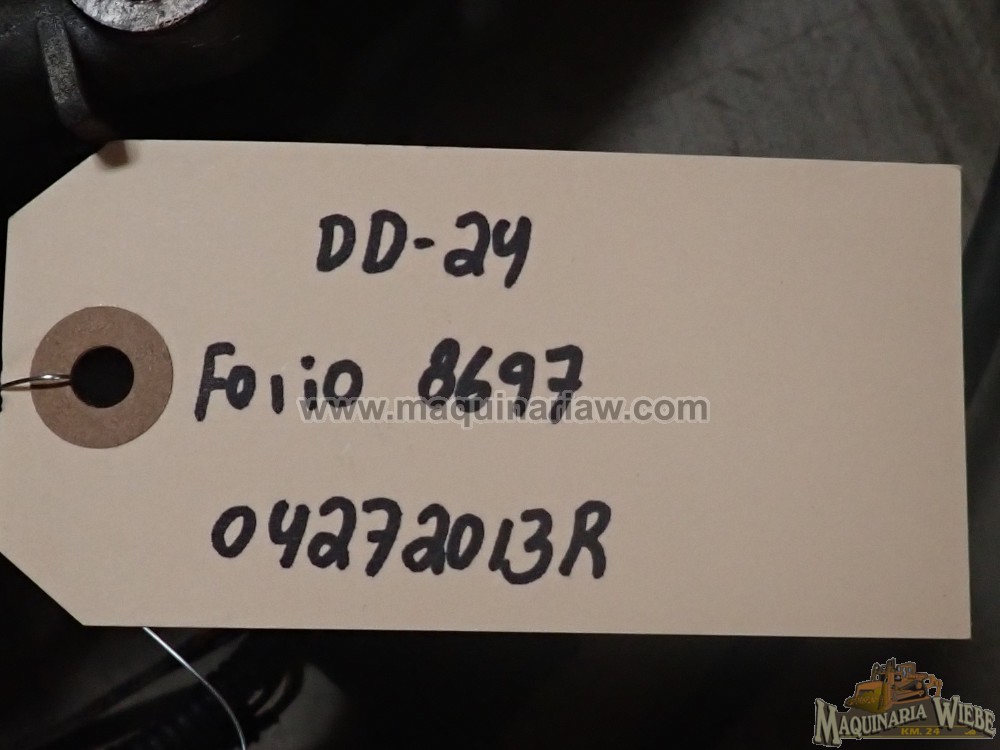 DD-24
Folio 8697
www.maquinariaw.com
04272013R
MAQUINARIA WIEBE
KM. 24